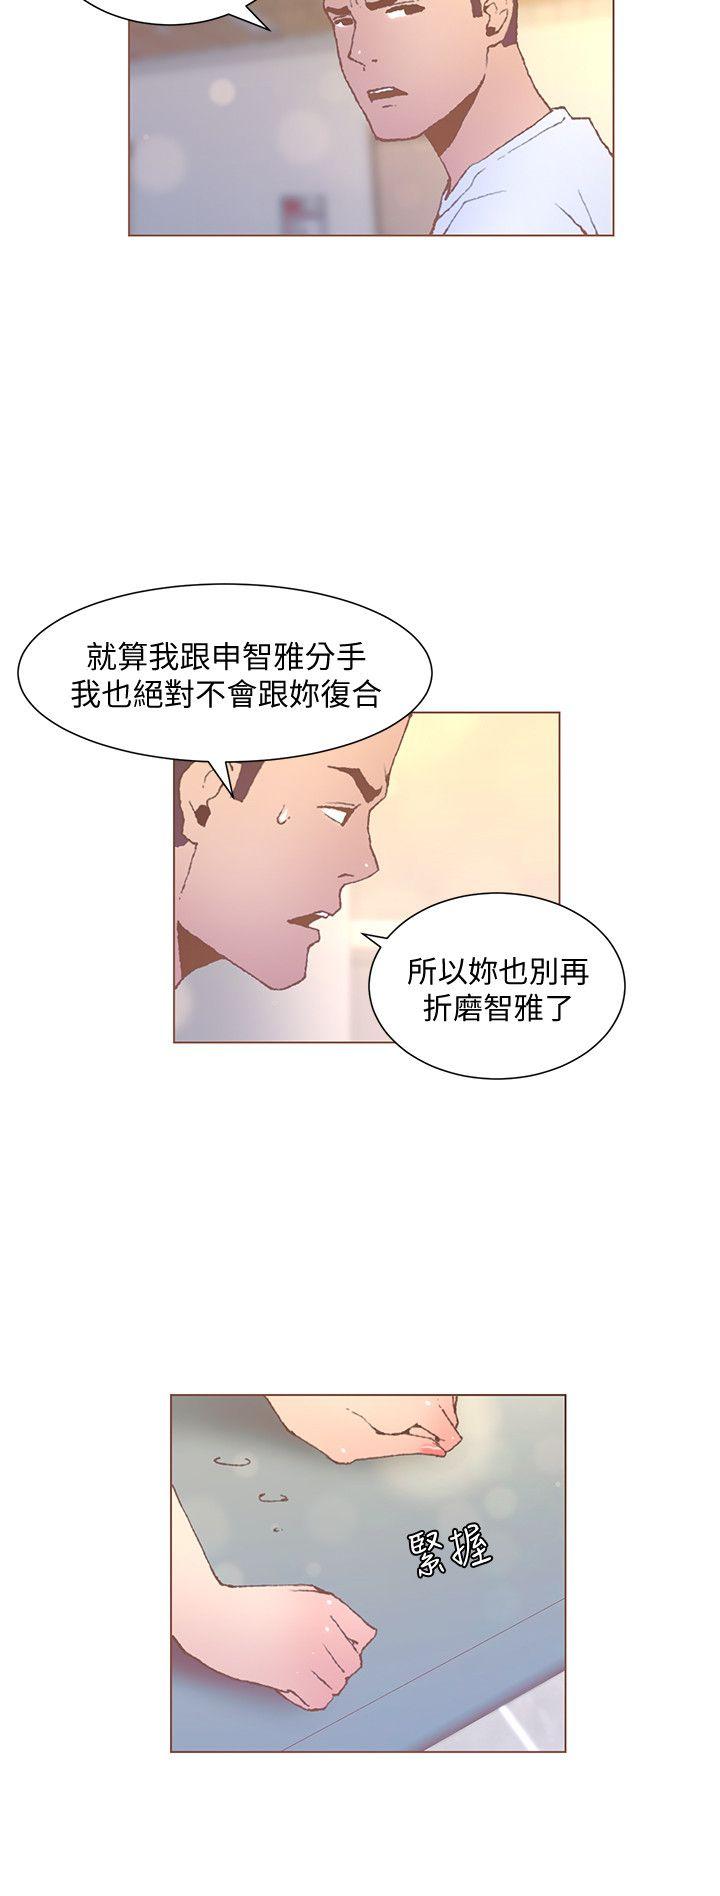 就算我跟申智雅分手
我也絕對不會跟妳復合
所以妳也別再
折磨智雅了
緊握